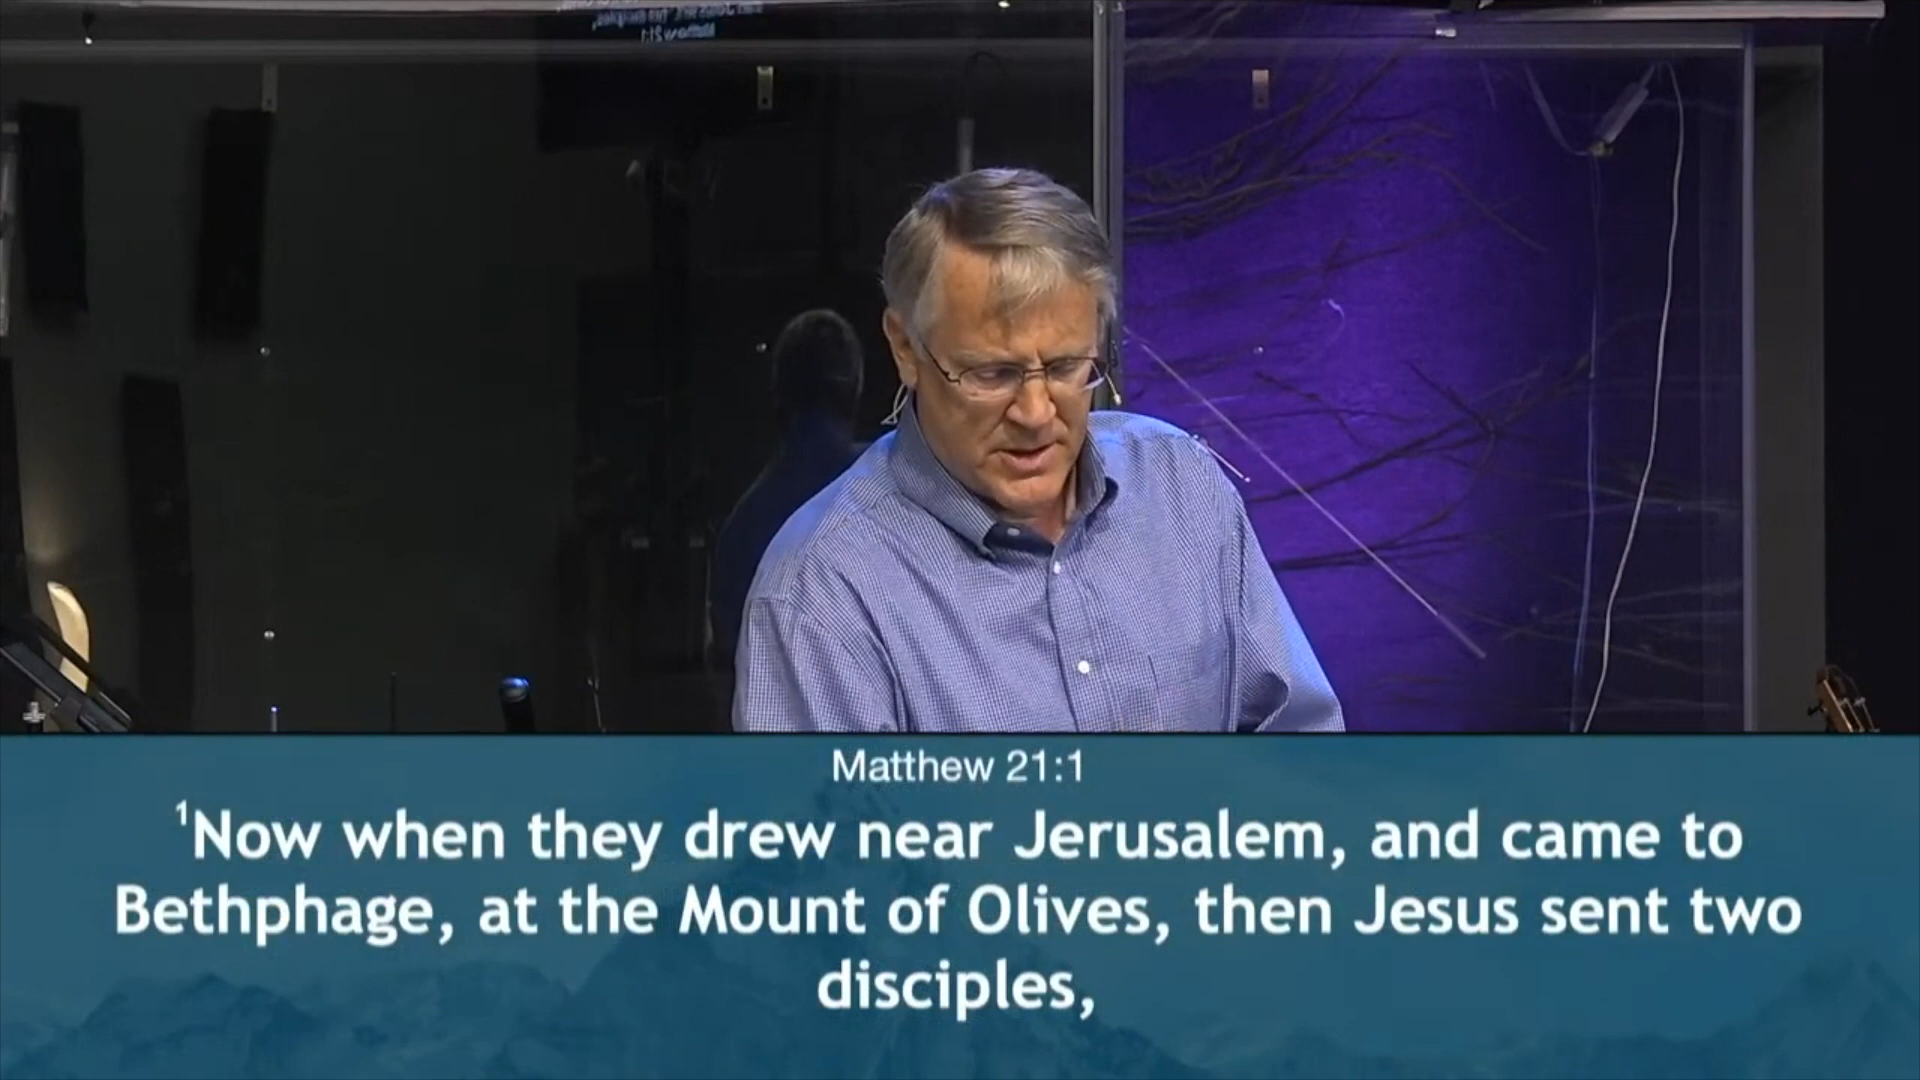 Matthew 21:1
¹Now when they drew near Jerusalem, and came to
Bethphage, at the Mount of Olives, then Jesus sent two
disciples,